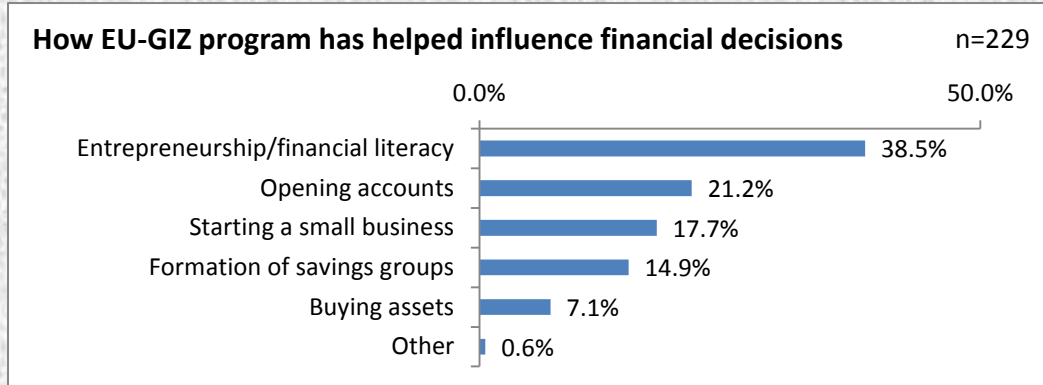 How EU-GIZ program has helped influence financial decisions n=229
0.0% 50.0%
Entrepreneurship/financial literacy 38.5%
Opening accounts 21.2%
Starting a small business 17.7%
Formation of savings groups 14.9%
Buying assets 7.1%
Other 0.6%